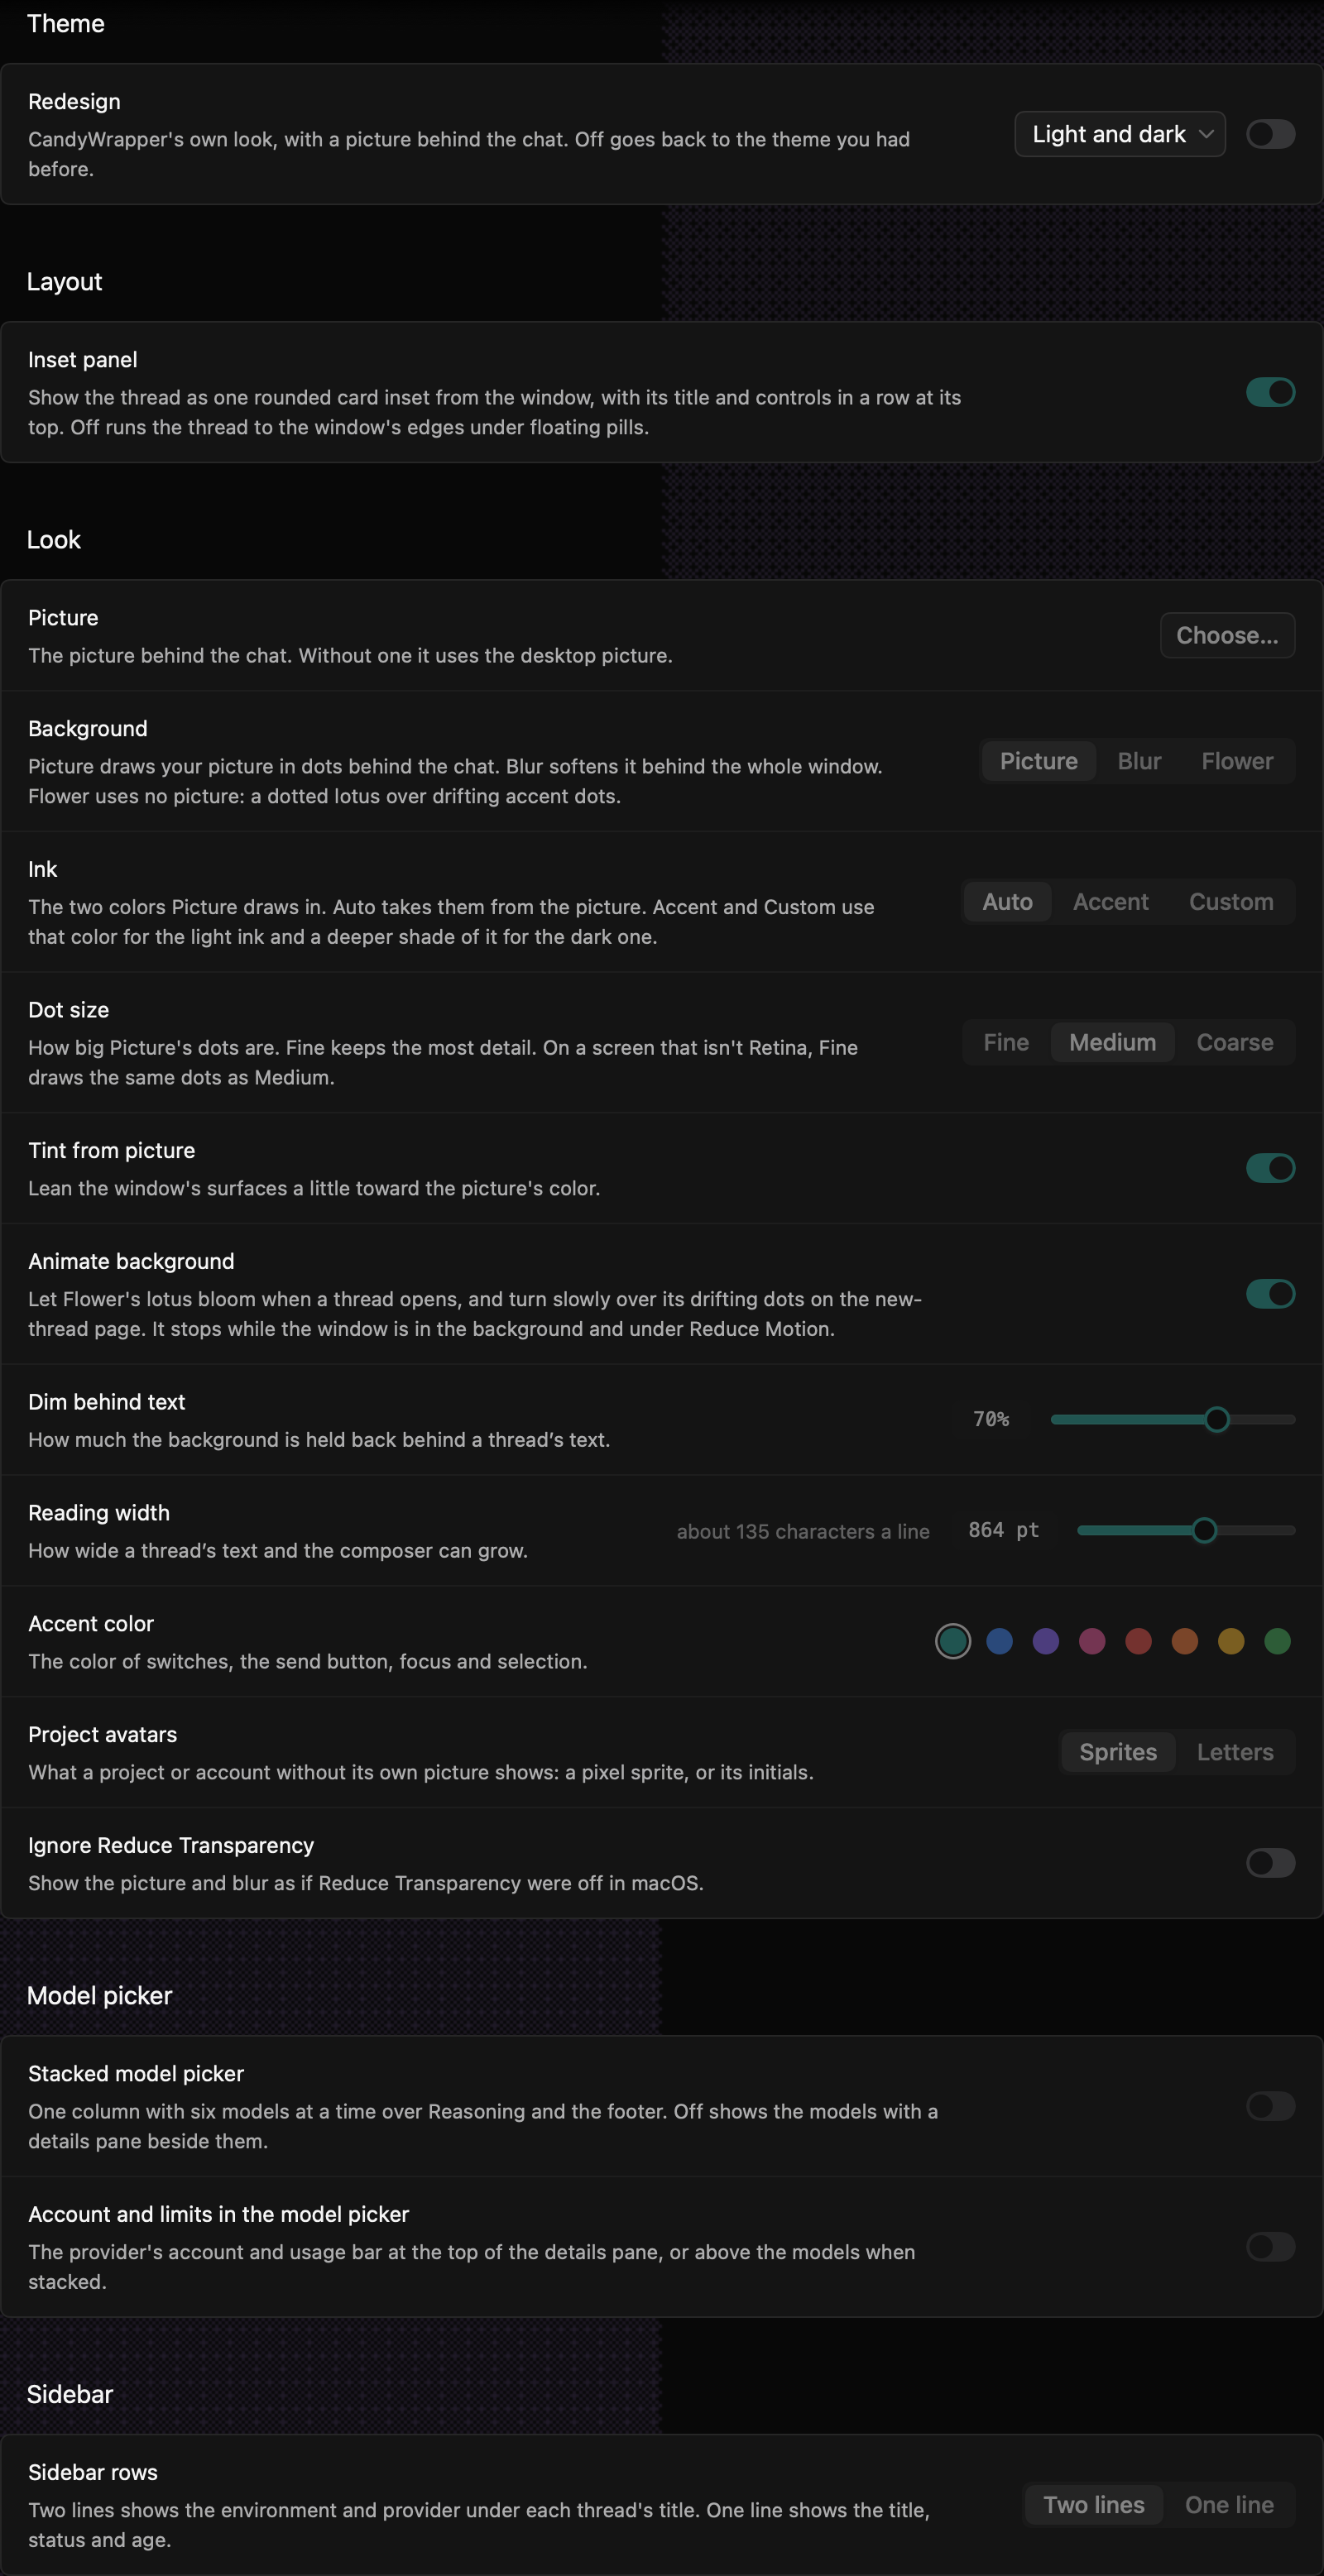 Theme
Redesign
CandyWrapper's own look, with a picture behind the chat. Off goes back to the theme you had
before.
Light and dark
Layout
Inset panel
Show the thread as one rounded card inset from the window, with its title and controls in a row at its
top. Off runs the thread to the window's edges under floating pills.
Look
Picture
The picture behind the chat. Without one it uses the desktop picture.
Choose...
Background
Picture draws your picture in dots behind the chat. Blur softens it behind the whole window.
Flower uses no picture: a dotted lotus over drifting accent dots.
Picture Blur Flower
Ink
The two colors Picture draws in. Auto takes them from the picture. Accent and Custom use
that color for the light ink and a deeper shade of it for the dark one.
Auto Accent Custom
Dot size
How big Picture's dots are. Fine keeps the most detail. On a screen that isn't Retina, Fine
draws the same dots as Medium.
Fine Medium Coarse
Tint from picture
Lean the window's surfaces a little toward the picture's color.
Animate background
Let Flower's lotus bloom when a thread opens, and turn slowly over its drifting dots on the new-
thread page. It stops while the window is in the background and under Reduce Motion.
Dim behind text
How much the background is held back behind a thread’s text.
70%
Reading width
How wide a thread’s text and the composer can grow.
about 135 characters a line 864 pt
Accent color
The color of switches, the send button, focus and selection.
Project avatars
What a project or account without its own picture shows: a pixel sprite, or its initials.
Sprites Letters
Ignore Reduce Transparency
Show the picture and blur as if Reduce Transparency were off in macOS.
Model picker
Stacked model picker
One column with six models at a time over Reasoning and the footer. Off shows the models with a
details pane beside them.
Account and limits in the model picker
The provider's account and usage bar at the top of the details pane, or above the models when
stacked.
Sidebar
Sidebar rows
Two lines shows the environment and provider under each thread's title. One line shows the title,
status and age.
Two lines One line